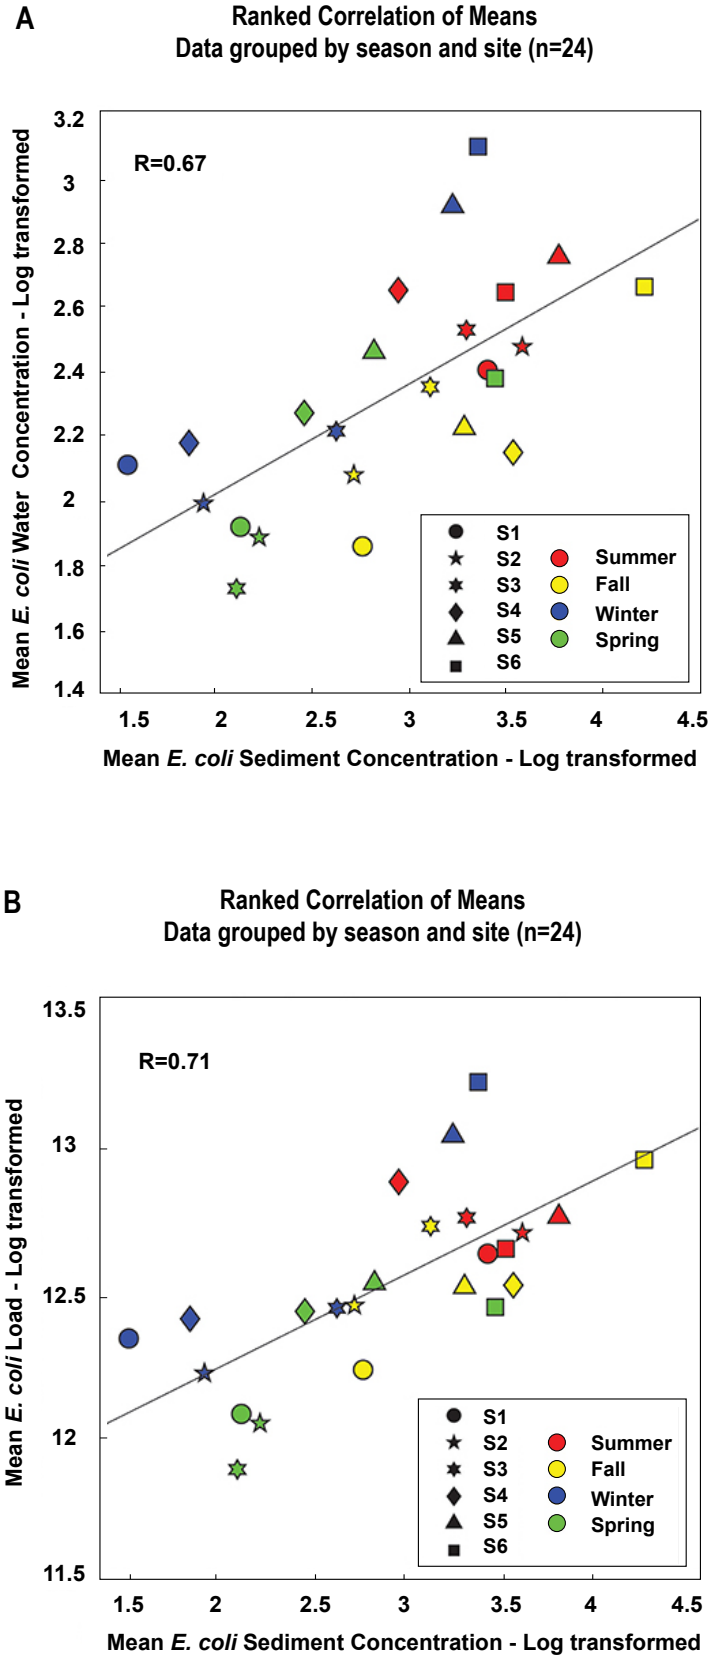 A
Ranked Correlation of Means
Data grouped by season and site (n=24)
R=0.67
Mean E. coli Water Concentration - Log transformed
3.2
3
2.8
2.6
2.4
2.2
2
1.8
1.6
1.4
S1
S2
S3
S4
S5
S6
Summer
Fall
Winter
Spring
1.5 2 2.5 3 3.5 4 4.5
Mean E. coli Sediment Concentration - Log transformed
B
Ranked Correlation of Means
Data grouped by season and site (n=24)
R=0.71
Mean E. coli Load - Log transformed
13.5
13
12.5
12
11.5
S1
S2
S3
S4
S5
S6
Summer
Fall
Winter
Spring
1.5 2 2.5 3 3.5 4 4.5
Mean E. coli Sediment Concentration - Log transformed